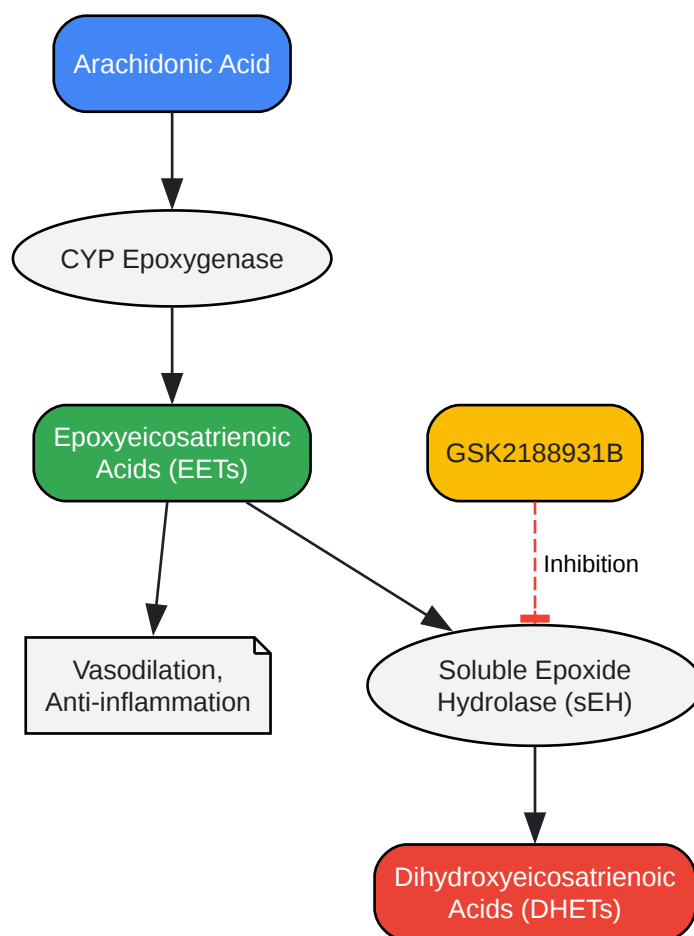 Arachidonic Acid
CYP Epoxygenase
Epoxyeicosatrienoic
Acids (EETs)
GSK2188931B
Inhibition
Vasodilation,
Anti-inflammation
Soluble Epoxide
Hydrolase (sEH)
Dihydroxyeicosatrienoic
Acids (DHETs)